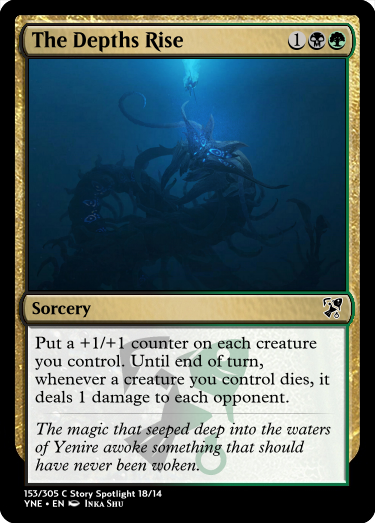 The Depths Rise 1
Sorcery
Put a +1/+1 counter on each creature
you control. Until end of turn,
whenever a creature you control dies, it
deals 1 damage to each opponent.
The magic that seeped deep into the waters
of Yenire awoke something that should
have never been woken.
153/305 C Story Spotlight 18/14
YNE • EN Inka Shu